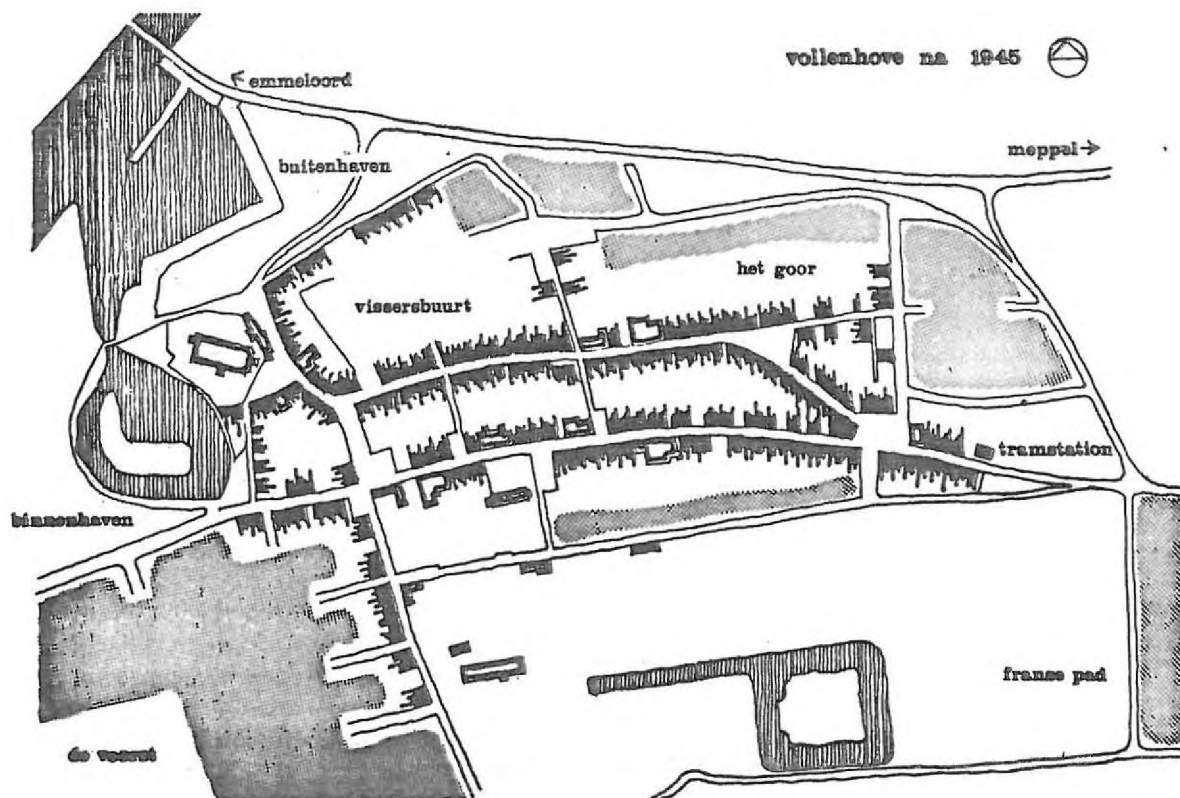 vollenhove na 1945
← emmeloord
meppel →
buitenhaven
het goor
vissersbuurt
tramstation
binnenhaven
franse pad
de voorst